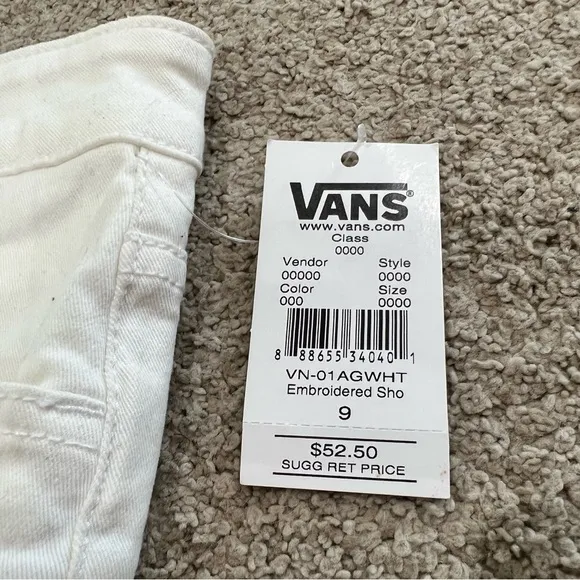 VANS®
www.vans.com
Class
0000
Vendor Style
00000 0000
Color Size
000 0000
8 88655 34040 1
VN-01AGWHT
Embroidered Sho
9
$52.50
SUGG RET PRICE